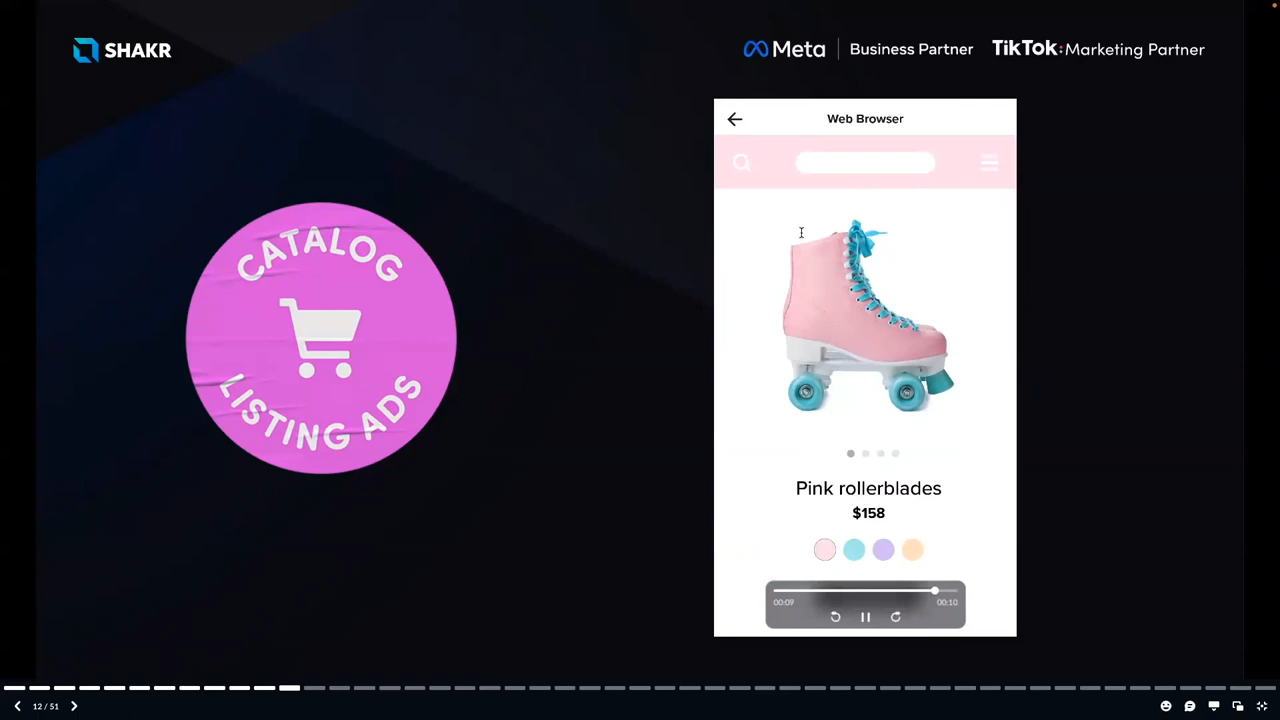 SHAKR
Meta | Business Partner
TikTok: Marketing Partner
Web Browser
CATALOG
LISTING ADS
Pink rollerblades
$158
00:09
00:10
12 / 51